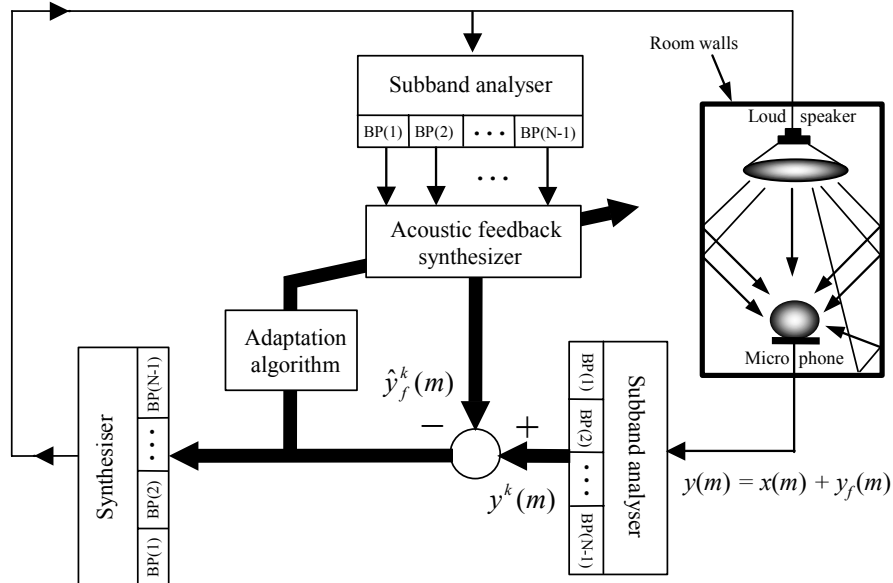 Room walls
Subband analyser
BP(1) BP(2) • • • BP(N-1)
Loud speaker
• • •
Acoustic feedback
synthesizer
Adaptation
algorithm
ŷ_f^k(m)
− +
y^k(m)
Micro phone
y(m) = x(m) + y_f(m)
Subband analyser
BP(1)
BP(2)
• • •
BP(N-1)
Synthesiser
BP(N-1)
• • •
BP(2)
BP(1)